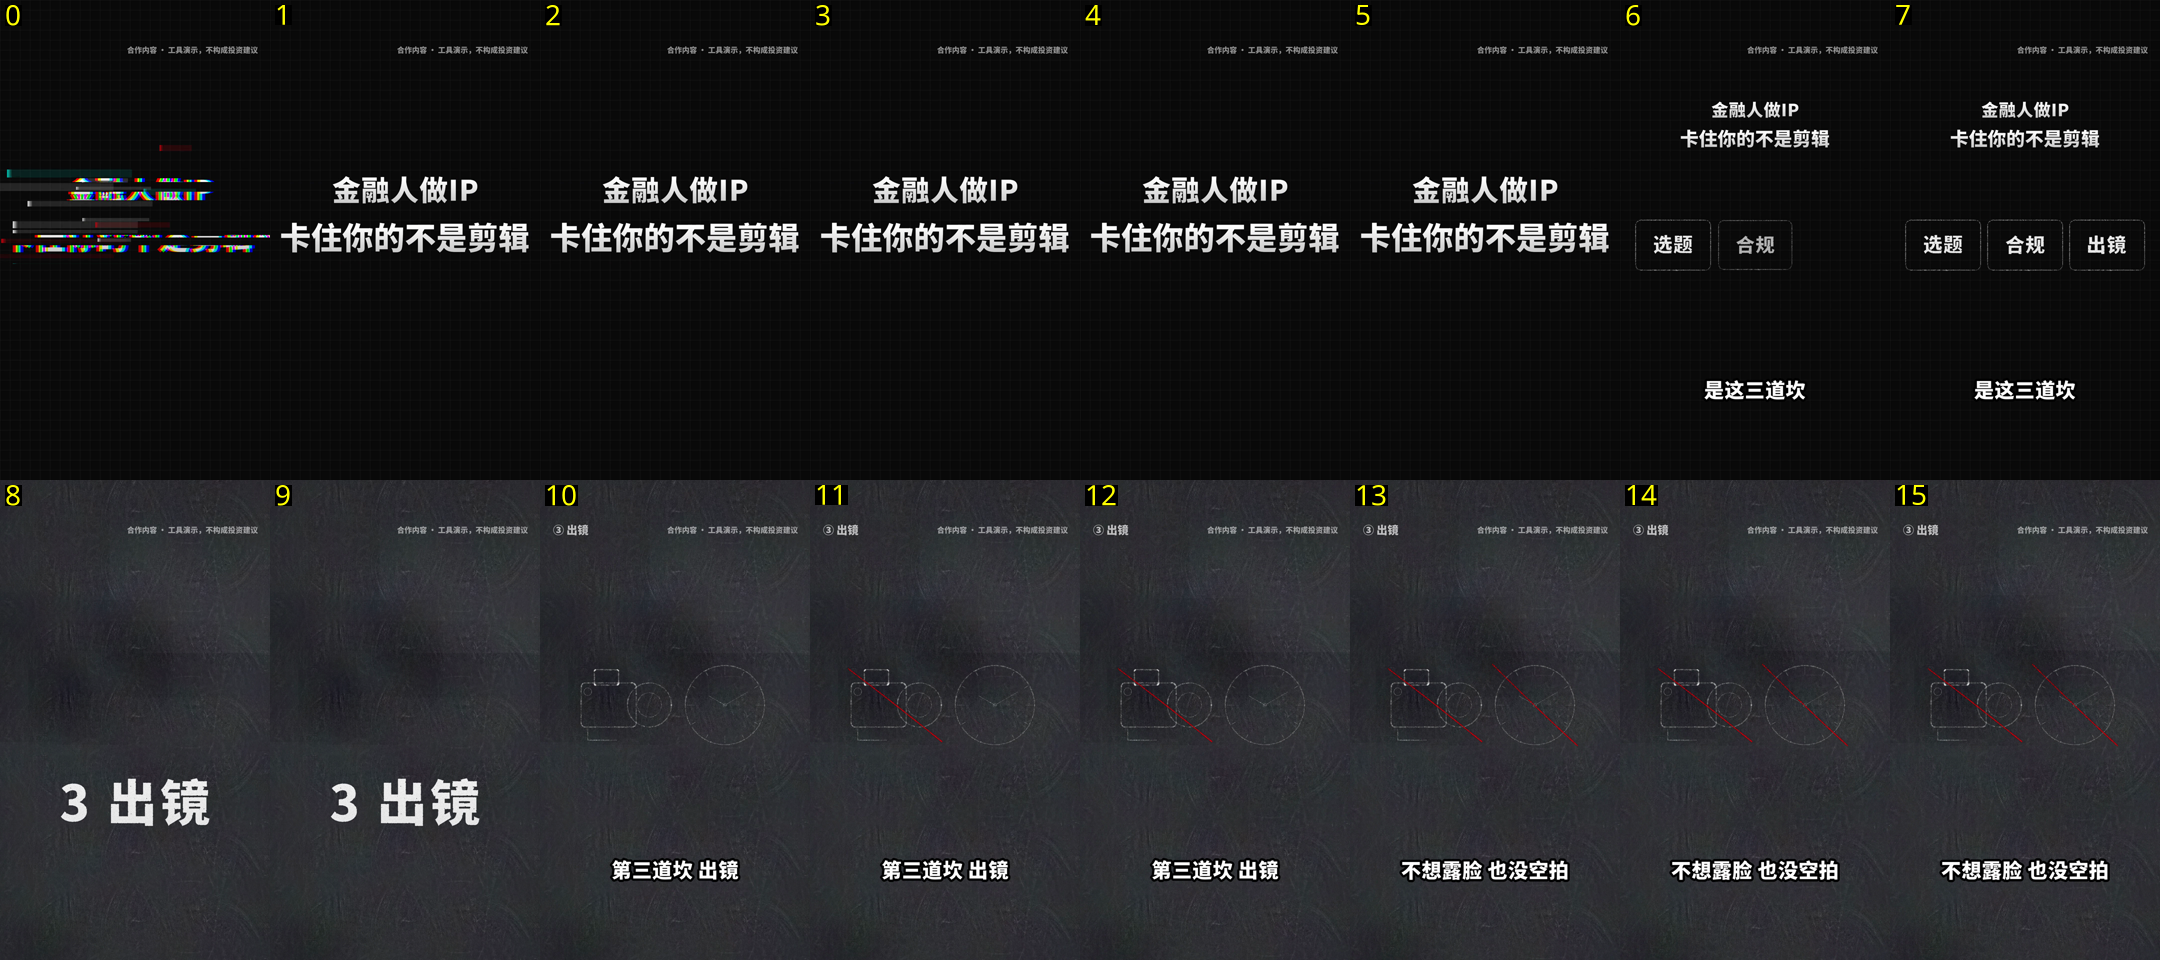 0
合作内容 · 工具演示，不构成投资建议
1
合作内容 · 工具演示，不构成投资建议
金融人做IP
卡住你的不是剪辑
2
合作内容 · 工具演示，不构成投资建议
金融人做IP
卡住你的不是剪辑
3
合作内容 · 工具演示，不构成投资建议
金融人做IP
卡住你的不是剪辑
4
合作内容 · 工具演示，不构成投资建议
金融人做IP
卡住你的不是剪辑
5
合作内容 · 工具演示，不构成投资建议
金融人做IP
卡住你的不是剪辑
6
合作内容 · 工具演示，不构成投资建议
金融人做IP
卡住你的不是剪辑
选题 合规
是这三道坎
7
合作内容 · 工具演示，不构成投资建议
金融人做IP
卡住你的不是剪辑
选题 合规 出镜
是这三道坎
8
合作内容 · 工具演示，不构成投资建议
3 出镜
9
合作内容 · 工具演示，不构成投资建议
3 出镜
10
③ 出镜 合作内容 · 工具演示，不构成投资建议
第三道坎 出镜
11
③ 出镜 合作内容 · 工具演示，不构成投资建议
第三道坎 出镜
12
③ 出镜 合作内容 · 工具演示，不构成投资建议
第三道坎 出镜
13
③ 出镜 合作内容 · 工具演示，不构成投资建议
不想露脸 也没空拍
14
③ 出镜 合作内容 · 工具演示，不构成投资建议
不想露脸 也没空拍
15
③ 出镜 合作内容 · 工具演示，不构成投资建议
不想露脸 也没空拍